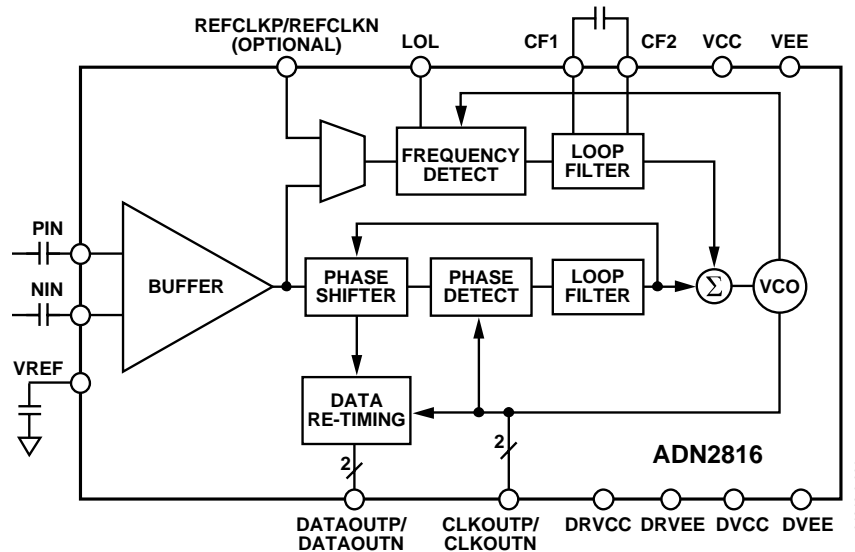 REFCLKP/REFCLKN
(OPTIONAL)
LOL
CF1
CF2
VCC
VEE
FREQUENCY
DETECT
LOOP
FILTER
PIN
NIN
VREF
BUFFER
PHASE
SHIFTER
PHASE
DETECT
LOOP
FILTER
Σ
VCO
DATA
RE-TIMING
2
2
ADN2816
DATAOUTP/
DATAOUTN
CLKOUTP/
CLKOUTN
DRVCC
DRVEE
DVCC
DVEE